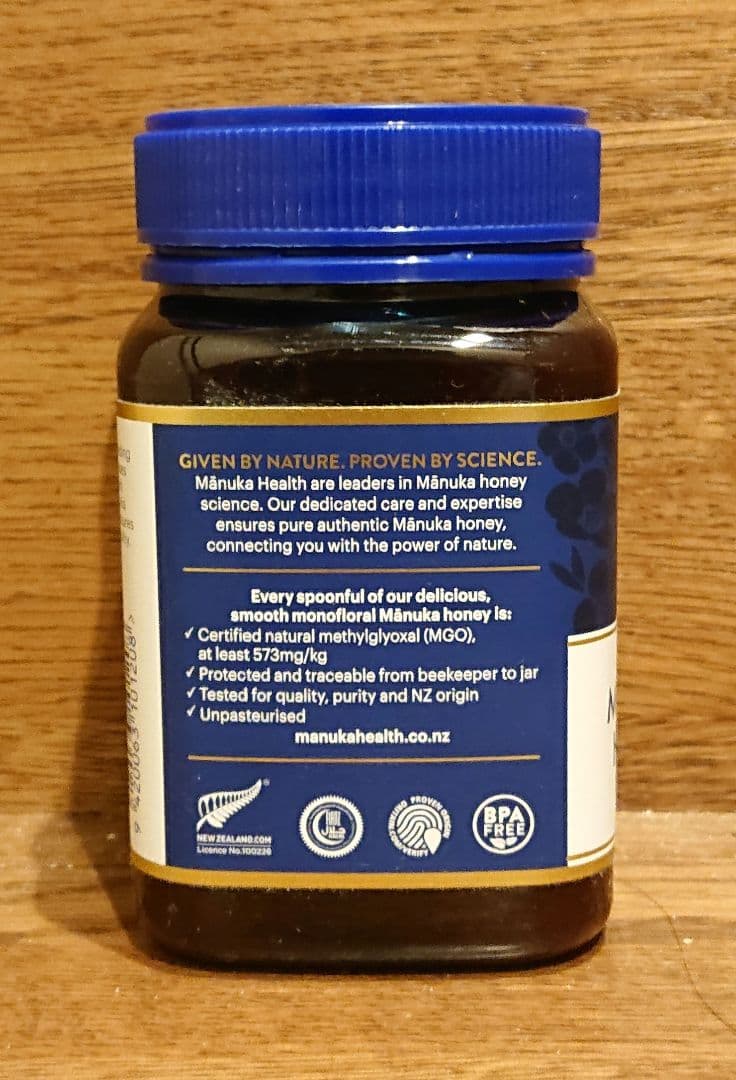 GIVEN BY NATURE. PROVEN BY SCIENCE.
Mānuka Health are leaders in Mānuka honey
science. Our dedicated care and expertise
ensures pure authentic Mānuka honey,
connecting you with the power of nature.
Every spoonful of our delicious,
smooth monofloral Mānuka honey is:
✓ Certified natural methylglyoxal (MGO),
at least 573mg/kg
✓ Protected and traceable from beekeeper to jar
✓ Tested for quality, purity and NZ origin
✓ Unpasteurised
manukahealth.co.nz
NEWZEALAND.COM
Licence No.100226
PROVEN ORIGIN
BPA
FREE
M